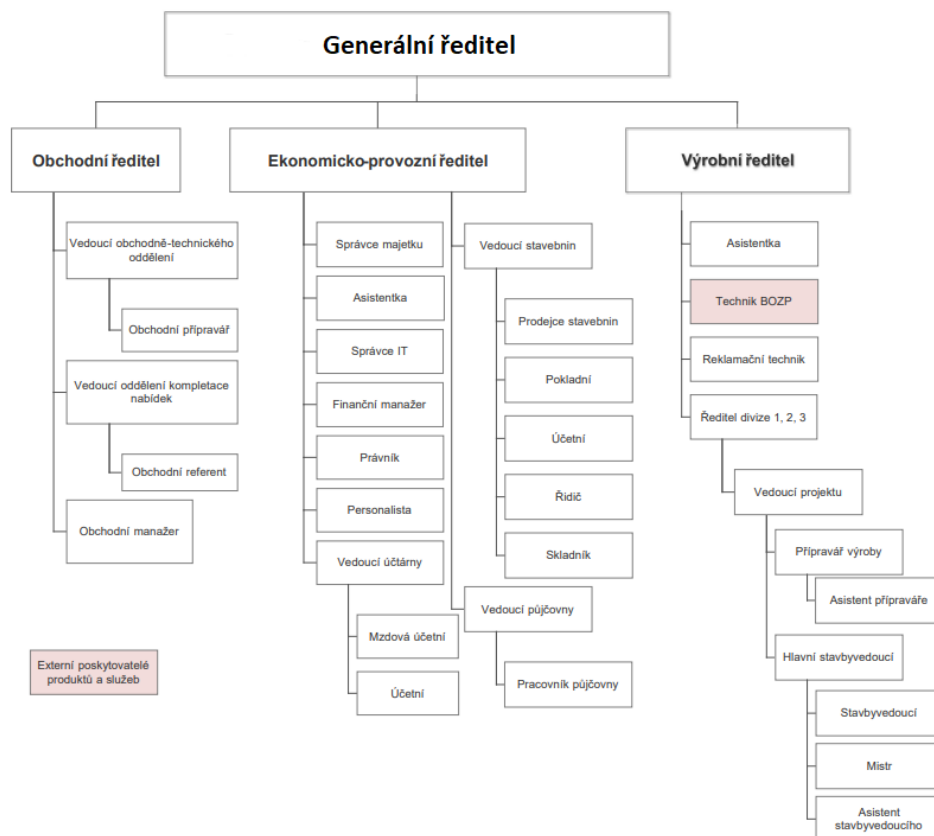 Generální ředitel
Obchodní ředitel
Ekonomicko-provozní ředitel
Výrobní ředitel
Vedoucí obchodně-technického
oddělení
Obchodní přípravář
Vedoucí oddělení kompletace
nabídek
Obchodní referent
Obchodní manažer
Správce majetku
Asistentka
Správce IT
Finanční manažer
Právník
Personalista
Vedoucí účtárny
Mzdová účetní
Účetní
Vedoucí stavebnin
Prodejce stavebnin
Pokladní
Účetní
Řidič
Skladník
Vedoucí půjčovny
Pracovník půjčovny
Asistentka
Technik BOZP
Reklamační technik
Ředitel divize 1, 2, 3
Vedoucí projektu
Přípravář výroby
Asistent přípraváře
Hlavní stavbyvedoucí
Stavbyvedoucí
Mistr
Asistent
stavbyvedoucího
Externí poskytovatelé
produktů a služeb